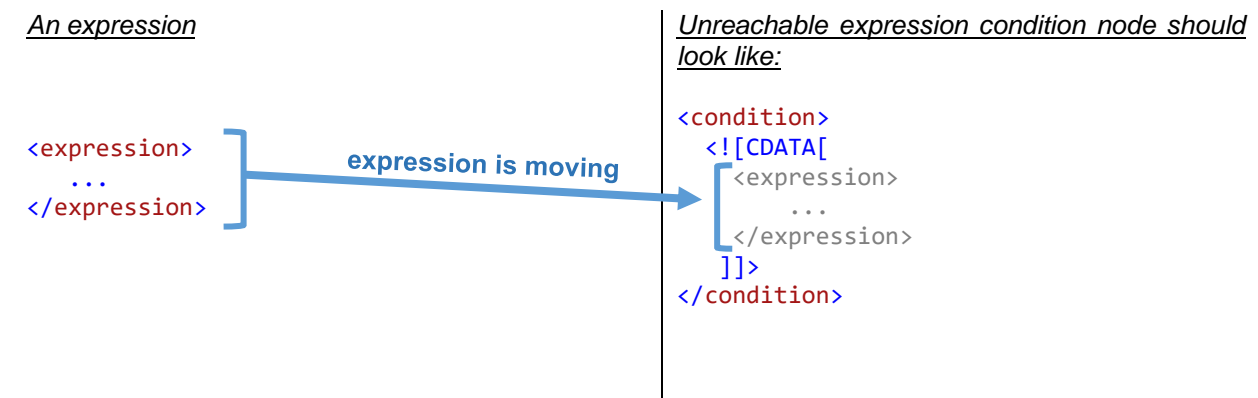 An expression
<expression>
...
</expression>
expression is moving
Unreachable expression condition node should
look like:
<condition>
<![CDATA[
<expression>
...
</expression>
]]>
</condition>